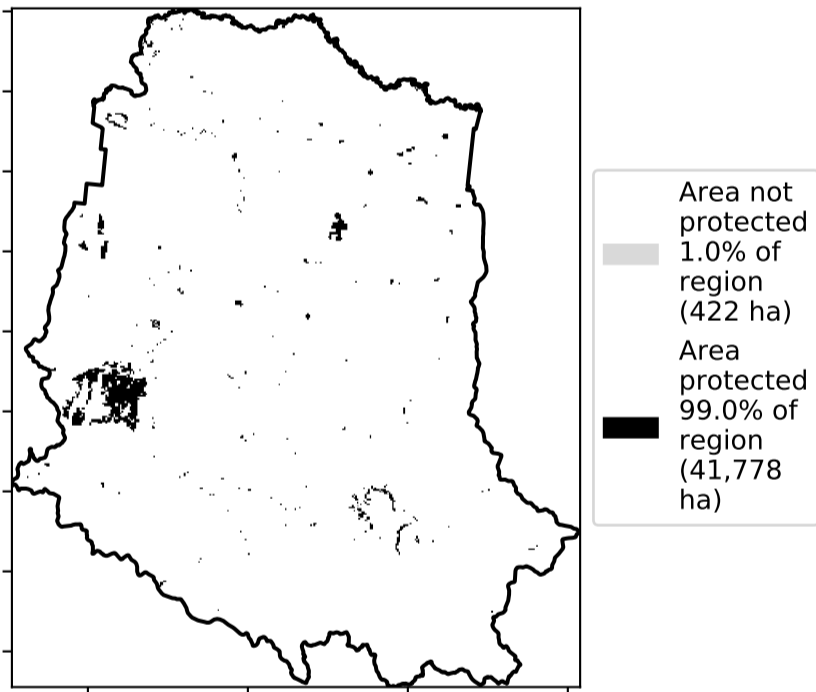 Area not
protected
1.0% of
region
(422 ha)
Area
protected
99.0% of
region
(41,778
ha)